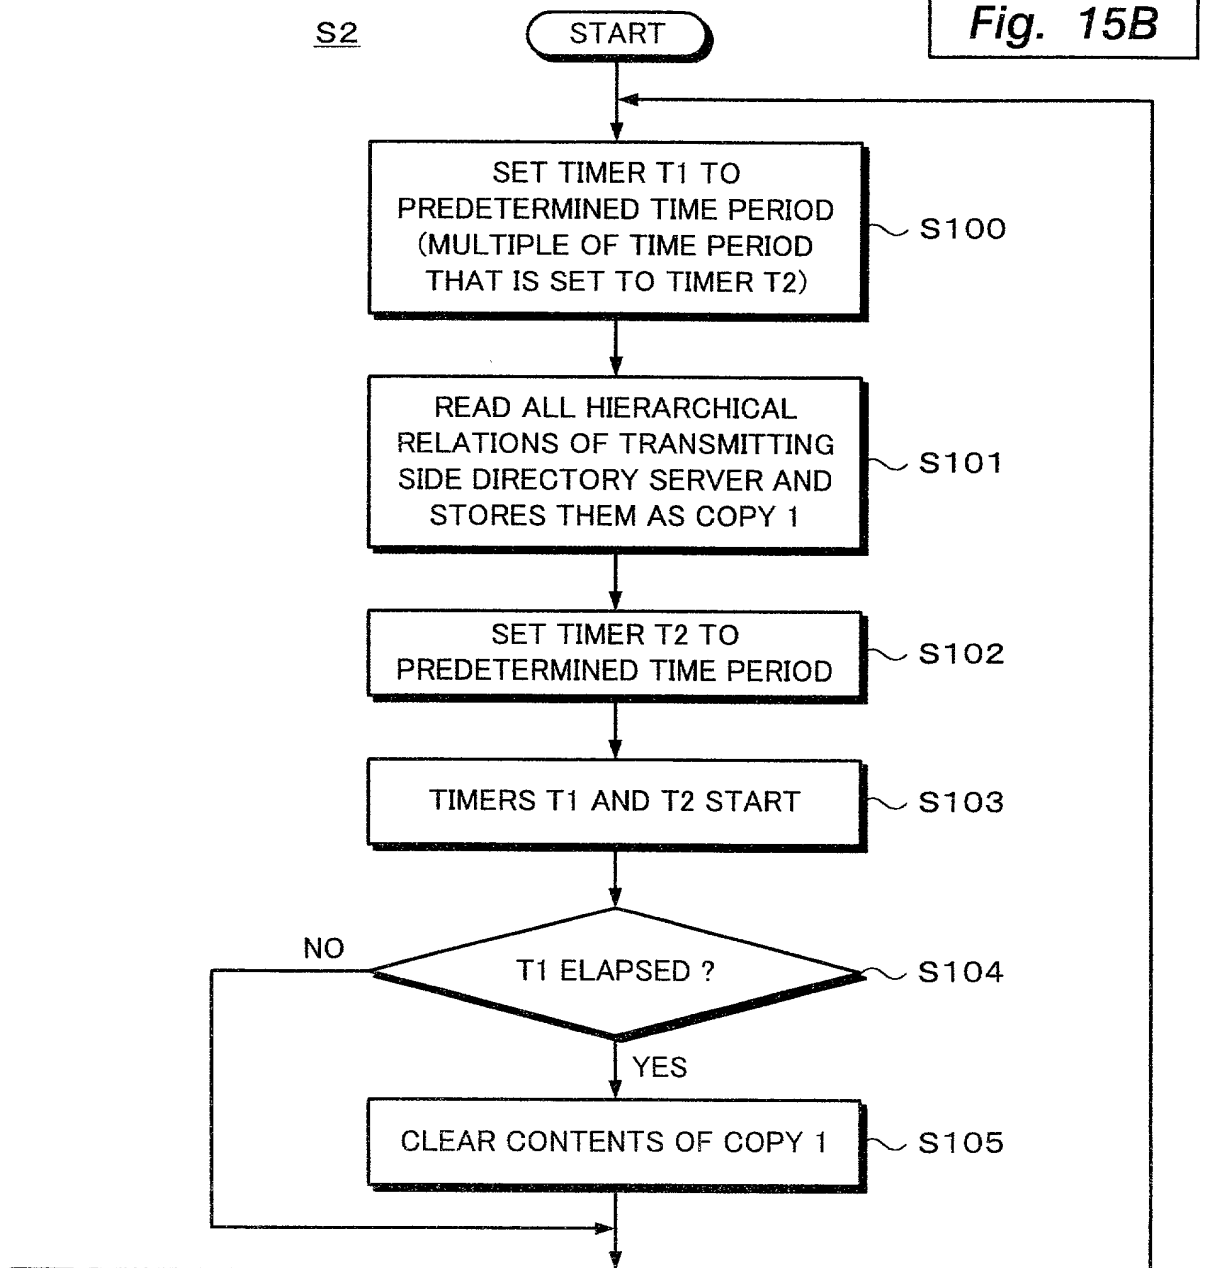 S2
START
Fig. 15B
SET TIMER T1 TO
PREDETERMINED TIME PERIOD
(MULTIPLE OF TIME PERIOD
THAT IS SET TO TIMER T2)
S100
READ ALL HIERARCHICAL
RELATIONS OF TRANSMITTING
SIDE DIRECTORY SERVER AND
STORES THEM AS COPY 1
S101
SET TIMER T2 TO
PREDETERMINED TIME PERIOD
S102
TIMERS T1 AND T2 START
S103
NO
T1 ELAPSED ?
S104
YES
CLEAR CONTENTS OF COPY 1
S105